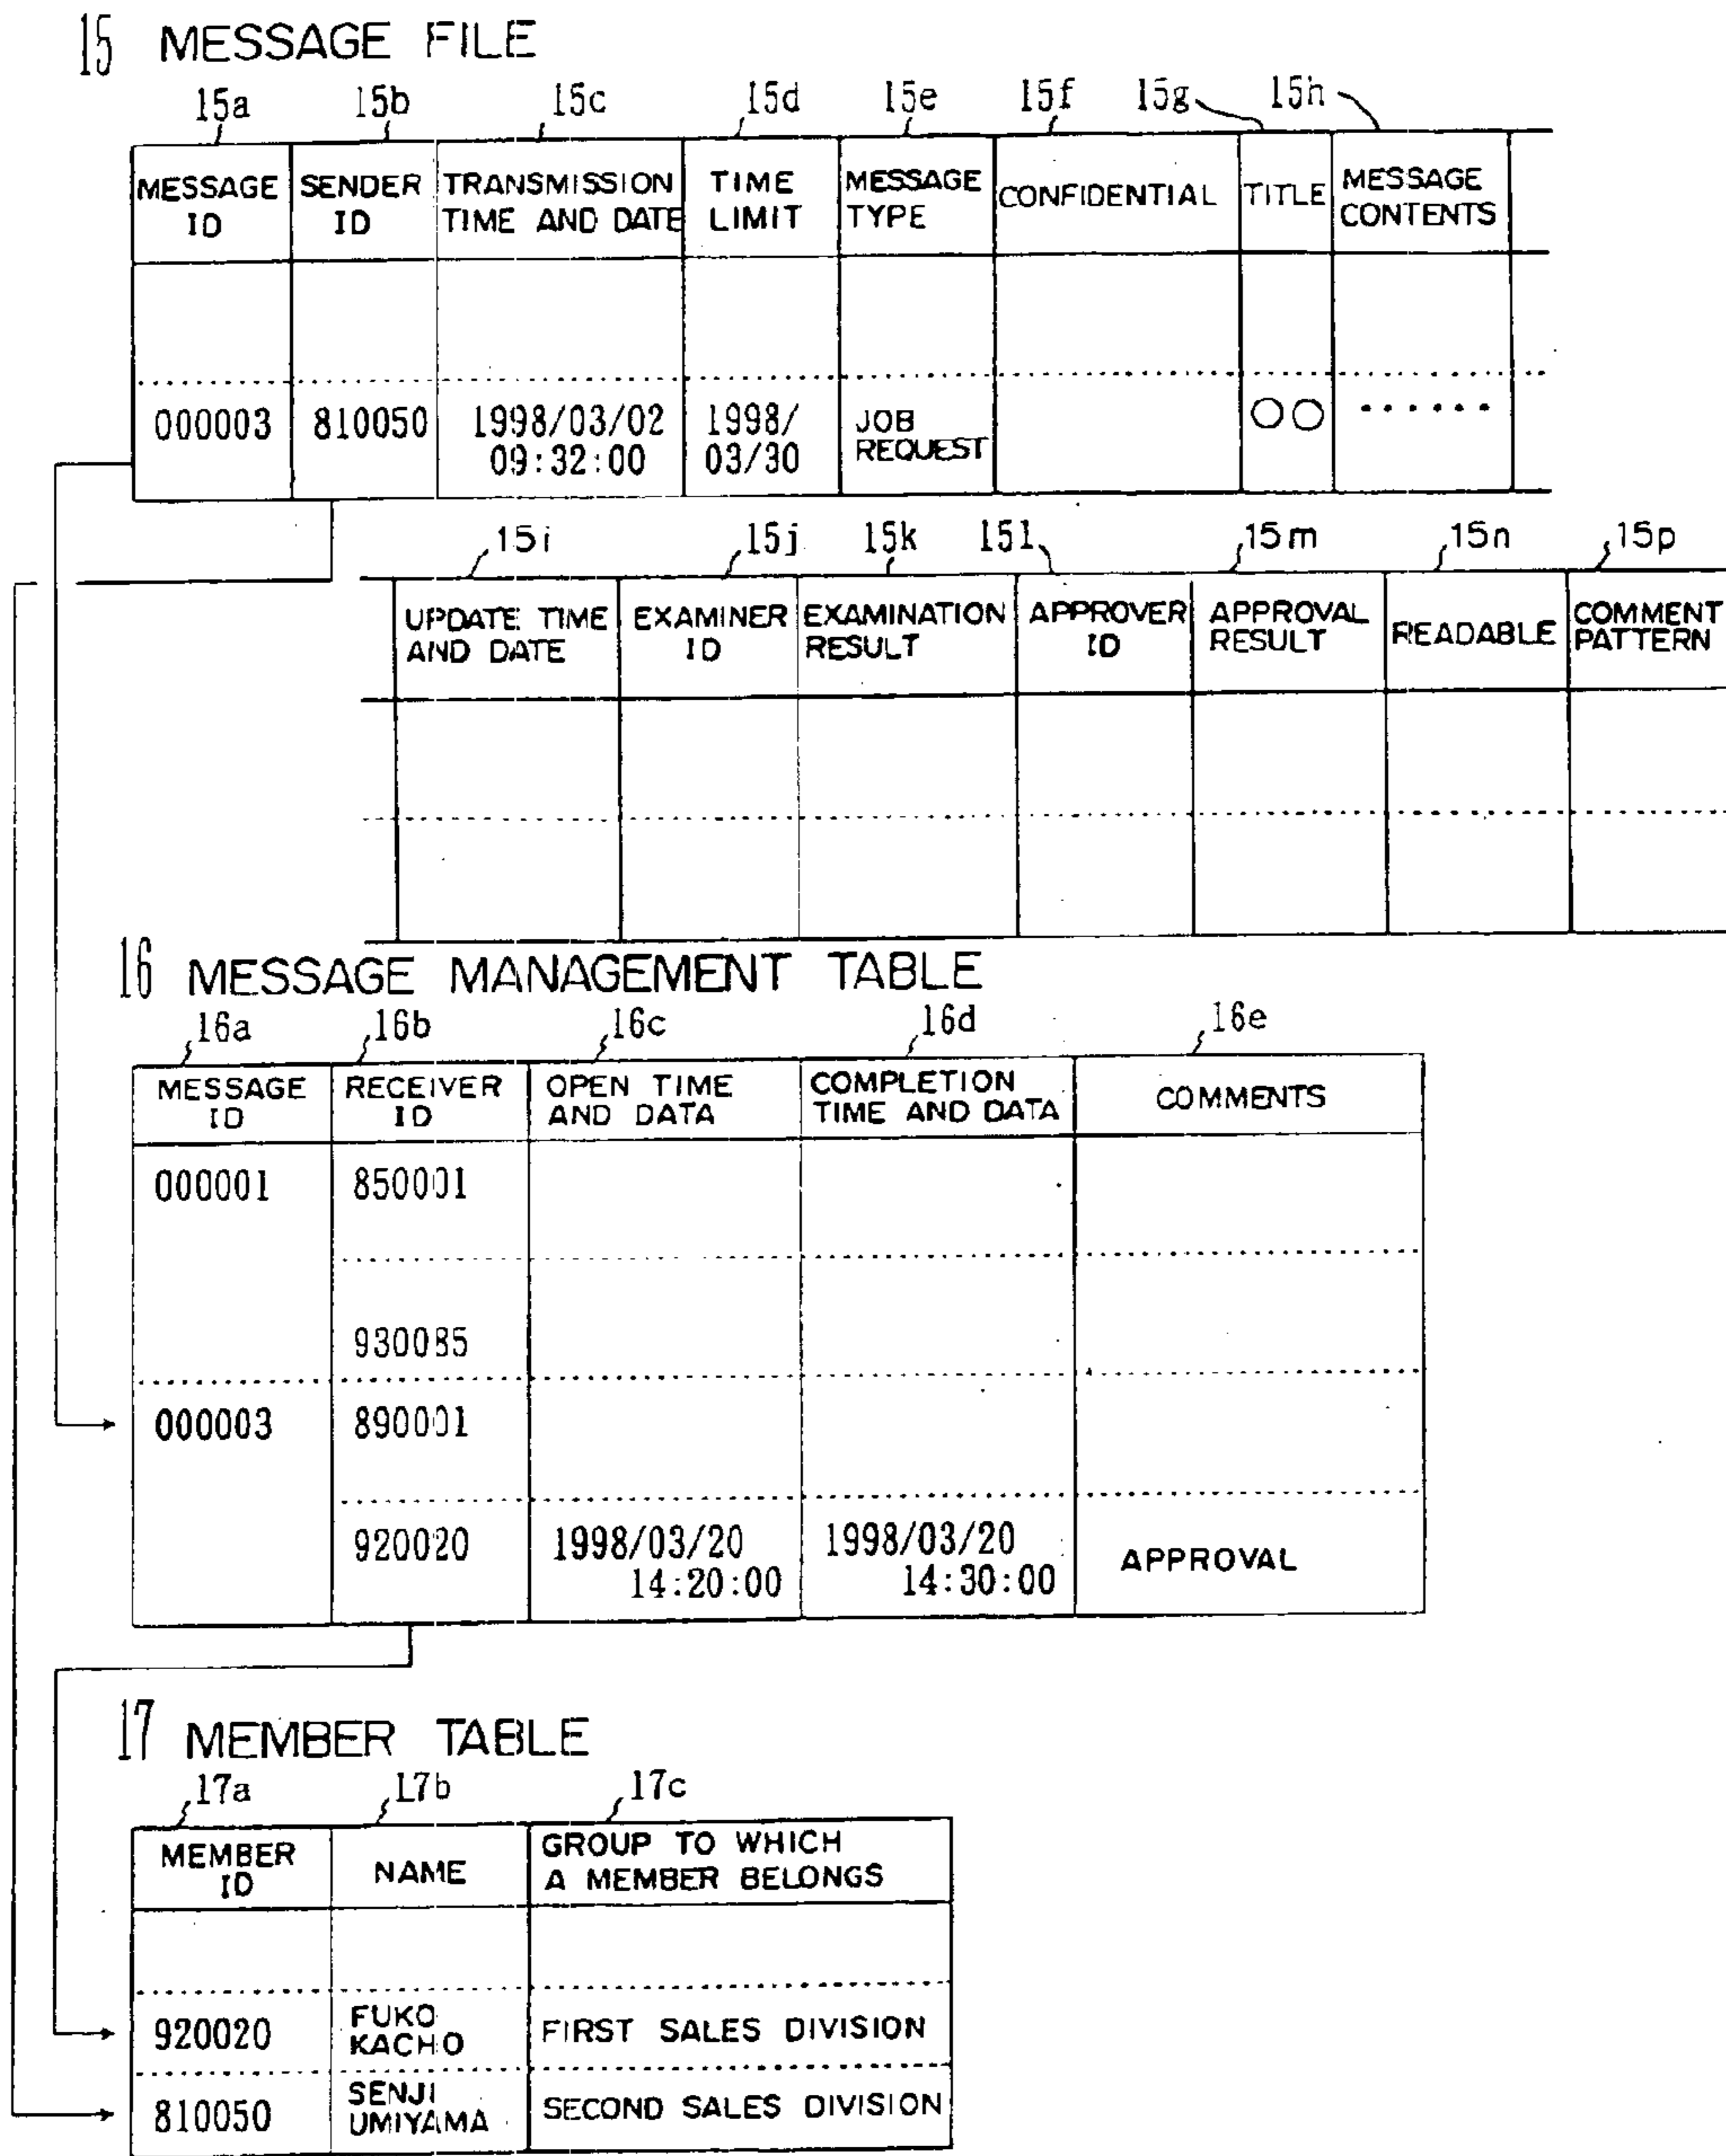 15 MESSAGE FILE
15a 15b 15c 15d 15e 15f 15g 15h
MESSAGE ID SENDER ID TRANSMISSION TIME AND DATE TIME LIMIT MESSAGE TYPE CONFIDENTIAL TITLE MESSAGE CONTENTS
000003 810050 1998/03/02 09:32:00 1998/03/30 JOB REQUEST ○○ ・・・・・・
15i 15j 15k 15l 15m 15n 15p
UPDATE TIME AND DATE EXAMINER ID EXAMINATION RESULT APPROVER ID APPROVAL RESULT READABLE COMMENT PATTERN
16 MESSAGE MANAGEMENT TABLE
16a 16b 16c 16d 16e
MESSAGE ID RECEIVER ID OPEN TIME AND DATA COMPLETION TIME AND DATA COMMENTS
000001 850001
930085
000003 890001
920020 1998/03/20 14:20:00 1998/03/20 14:30:00 APPROVAL
17 MEMBER TABLE
17a 17b 17c
MEMBER ID NAME GROUP TO WHICH A MEMBER BELONGS
920020 FUKO KACHO FIRST SALES DIVISION
810050 SENJI UMIYAMA SECOND SALES DIVISION